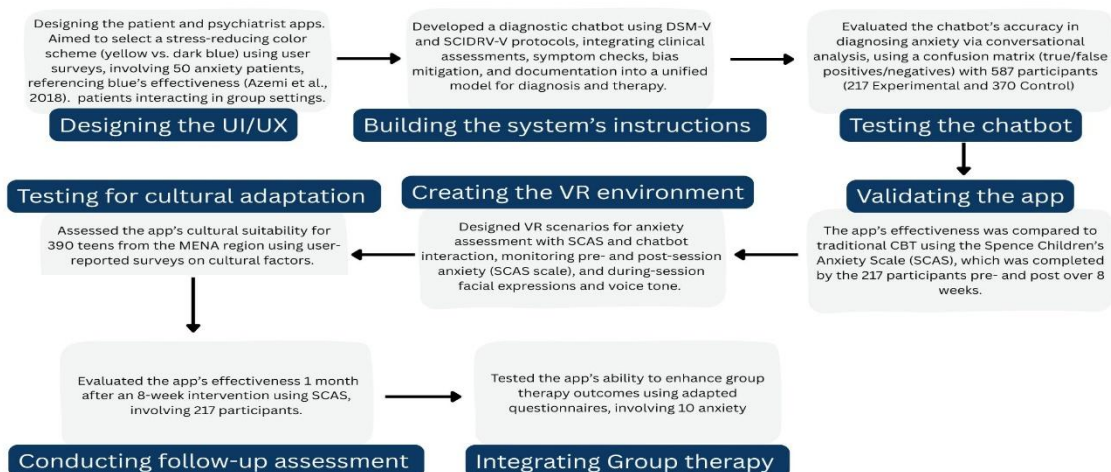 Designing the patient and psychiatrist apps.
Aimed to select a stress-reducing color
scheme (yellow vs. dark blue) using user
surveys, involving 50 anxiety patients,
referencing blue's effectiveness (Azemi et al.,
2018).  patients interacting in group settings.
Designing the UI/UX
Developed a diagnostic chatbot using DSM-V
and SCIDRV-V protocols, integrating clinical
assessments, symptom checks, bias
mitigation, and documentation into a unified
model for diagnosis and therapy.
Building the system's instructions
Evaluated the chatbot's accuracy in
diagnosing anxiety via conversational
analysis, using a confusion matrix (true/false
positives/negatives) with 587 participants
(217 Experimental and 370 Control)
Testing the chatbot
Validating the app
The app's effectiveness was compared to
traditional CBT using the Spence Children's
Anxiety Scale (SCAS), which was completed
by the 217 participants pre- and post over 8
weeks.
Creating the VR environment
Designed VR scenarios for anxiety
assessment with SCAS and chatbot
interaction, monitoring pre- and post-session
anxiety (SCAS scale), and during-session
facial expressions and voice tone.
Testing for cultural adaptation
Assessed the app's cultural suitability for
390 teens from the MENA region using user-
reported surveys on cultural factors.
Evaluated the app's effectiveness 1 month
after an 8-week intervention using SCAS,
involving 217 participants.
Conducting follow-up assessment
Tested the app's ability to enhance group
therapy outcomes using adapted
questionnaires, involving 10 anxiety
Integrating Group therapy